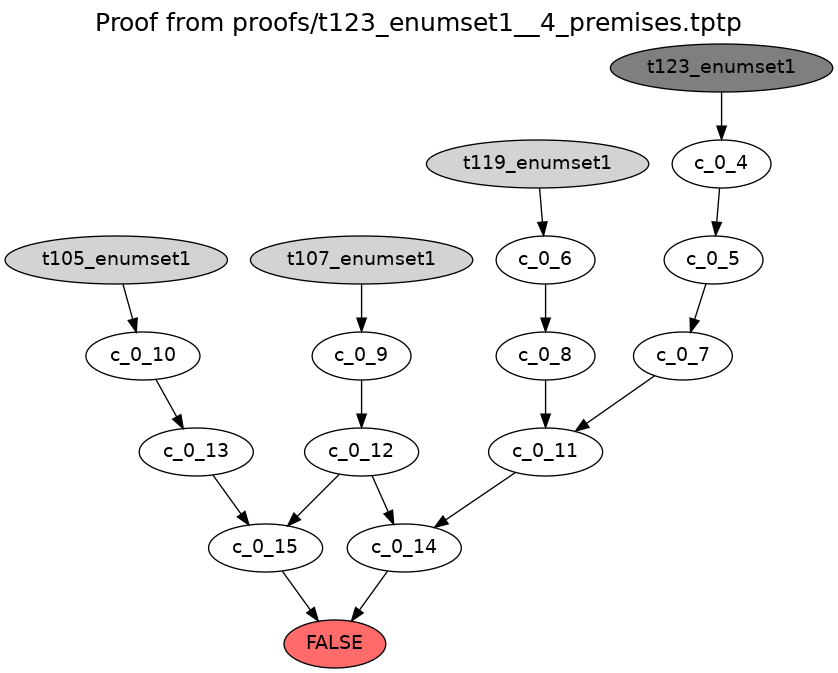 Proof from proofs/t123_enumset1__4_premises.tptp
t123_enumset1
t119_enumset1
c_0_4
t105_enumset1
t107_enumset1
c_0_6
c_0_5
c_0_10
c_0_9
c_0_8
c_0_7
c_0_13
c_0_12
c_0_11
c_0_15
c_0_14
FALSE